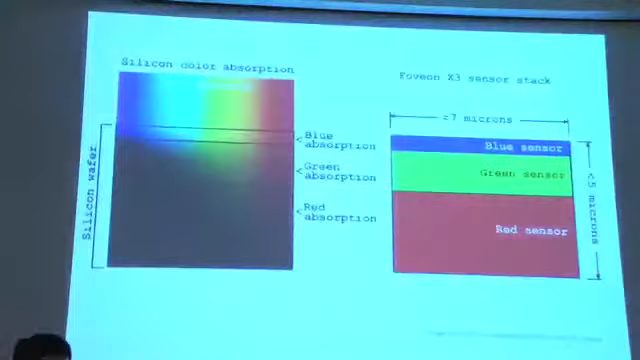 Silicon color absorption
Silicon wafer
Blue
absorption
Green
absorption
Red
absorption
Foveon X3 sensor stack
<7 microns
Blue sensor
Green sensor
Red sensor
<5 microns